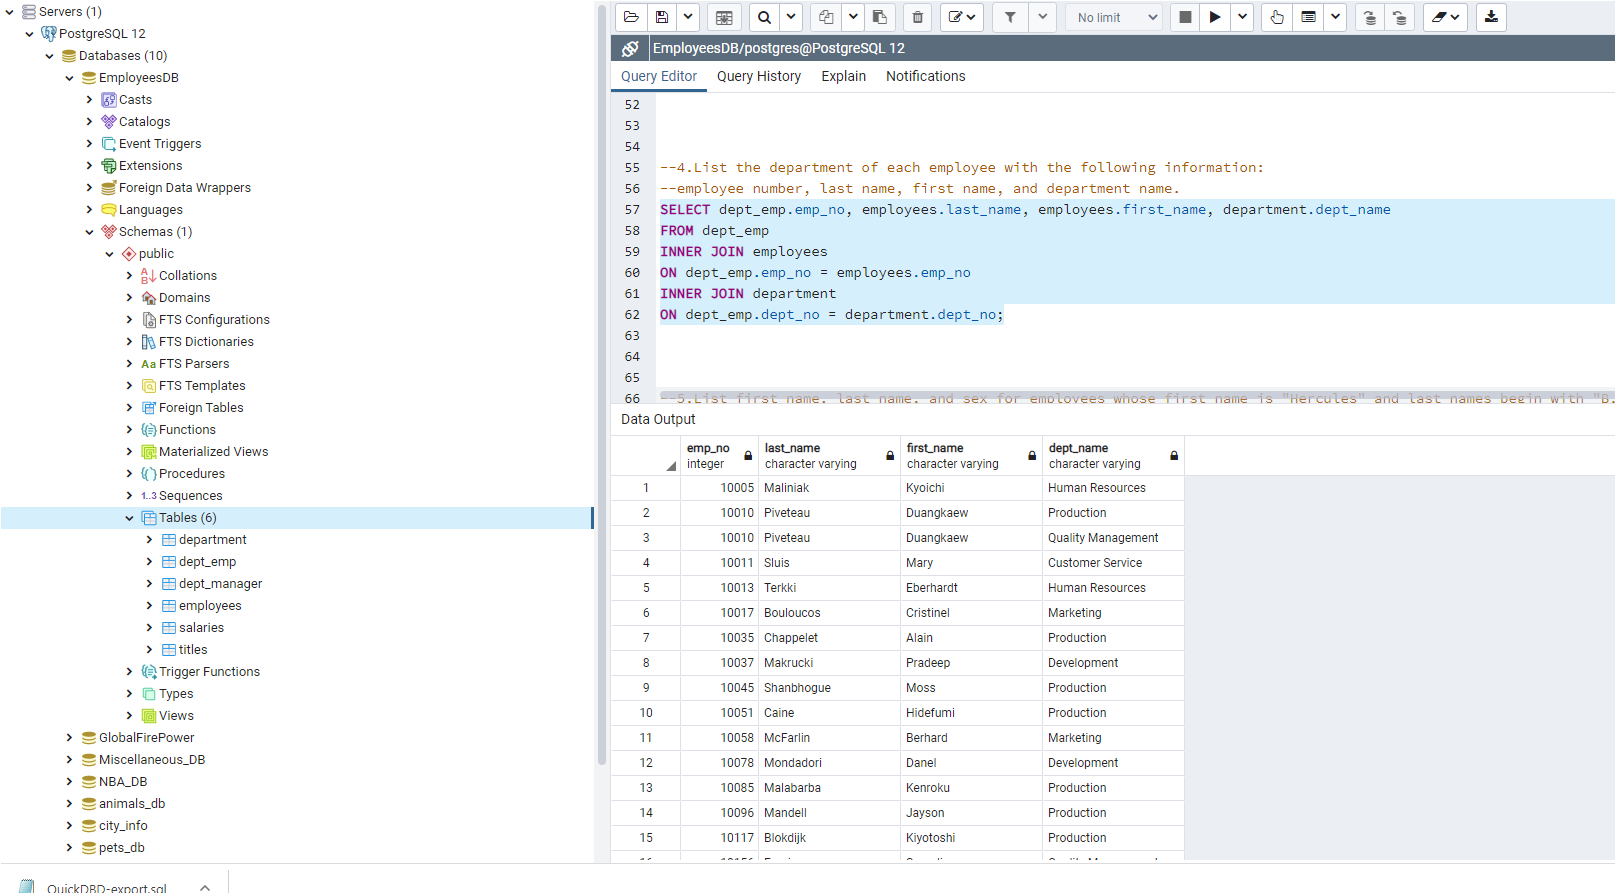 Servers (1)
PostgreSQL 12
Databases (10)
EmployeesDB
Casts
Catalogs
Event Triggers
Extensions
Foreign Data Wrappers
Languages
Schemas (1)
public
Collations
Domains
FTS Configurations
FTS Dictionaries
Aa FTS Parsers
FTS Templates
Foreign Tables
Functions
Materialized Views
Procedures
1..3 Sequences
Tables (6)
department
dept_emp
dept_manager
employees
salaries
titles
Trigger Functions
Types
Views
GlobalFirePower
Miscellaneous_DB
NBA_DB
animals_db
city_info
pets_db
QuickDBD-export.sql
No limit
EmployeesDB/postgres@PostgreSQL 12
Query Editor Query History Explain Notifications
52
53
54
55 --4.List the department of each employee with the following information:
56 --employee number, last name, first name, and department name.
57 SELECT dept_emp.emp_no, employees.last_name, employees.first_name, department.dept_name
58 FROM dept_emp
59 INNER JOIN employees
60 ON dept_emp.emp_no = employees.emp_no
61 INNER JOIN department
62 ON dept_emp.dept_no = department.dept_no;
63
64
65
66 --5.List first name, last name, and sex for employees whose first name is "Hercules" and last names begin with "B.
Data Output
emp_no last_name first_name dept_name
integer character varying character varying character varying
1 10005 Maliniak Kyoichi Human Resources
2 10010 Piveteau Duangkaew Production
3 10010 Piveteau Duangkaew Quality Management
4 10011 Sluis Mary Customer Service
5 10013 Terkki Eberhardt Human Resources
6 10017 Bouloucos Cristinel Marketing
7 10035 Chappelet Alain Production
8 10037 Makrucki Pradeep Development
9 10045 Shanbhogue Moss Production
10 10051 Caine Hidefumi Production
11 10058 McFarlin Berhard Marketing
12 10078 Mondadori Danel Development
13 10085 Malabarba Kenroku Production
14 10096 Mandell Jayson Production
15 10117 Blokdijk Kiyotoshi Production